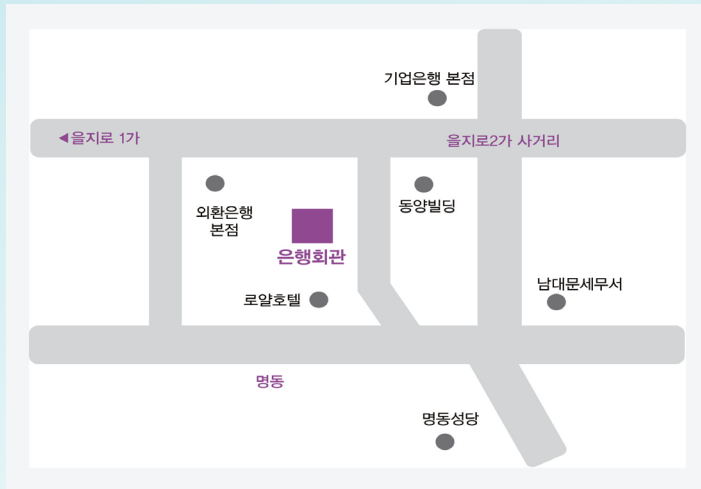 기업은행 본점
◀을지로 1가
을지로2가 사거리
외환은행
본점
동양빌딩
은행회관
로얄호텔
남대문세무서
명동
명동성당